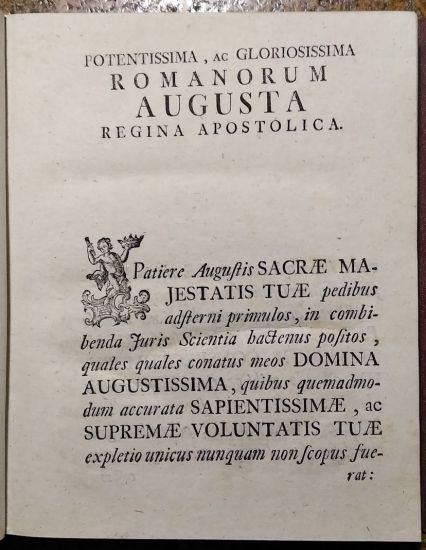 POTENTISSIMA, AC GLORIOSISSIMA
ROMANORUM
AUGUSTA
REGINA APOSTOLICA.
Patiere Auguſtis SACRÆ MA-
JESTATIS TUÆ pedibus
adſterni primulos, in combi-
benda Juris Scientia hactenus poſitos,
quales quales conatus meos DOMINA
AUGUSTISSIMA, quibus quemadmo-
dum accurata SAPIENTISSIMÆ, ac
SUPREMÆ VOLUNTATIS TUÆ
expletio unicus nunquam non ſcopus fue-
rat: